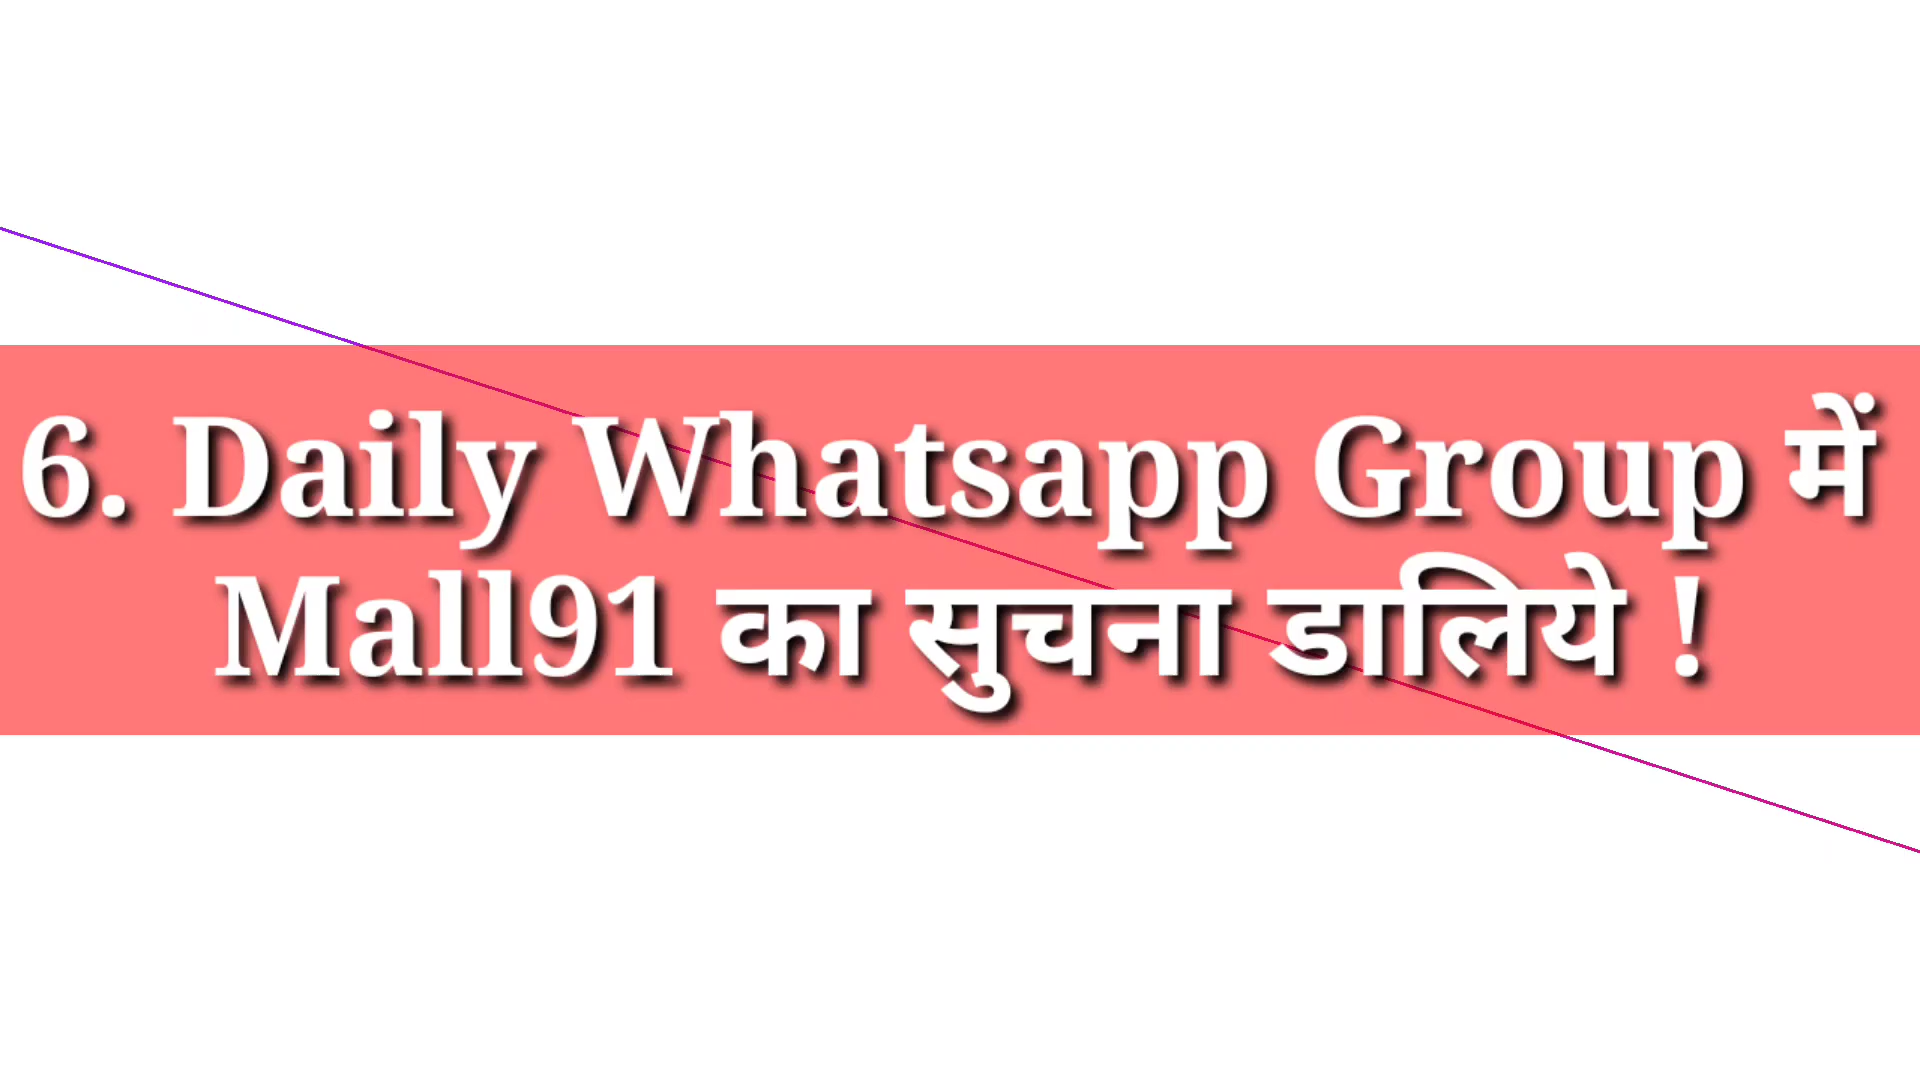 6. Daily Whatsapp Group में
Mall91 का सुचना डालिये !